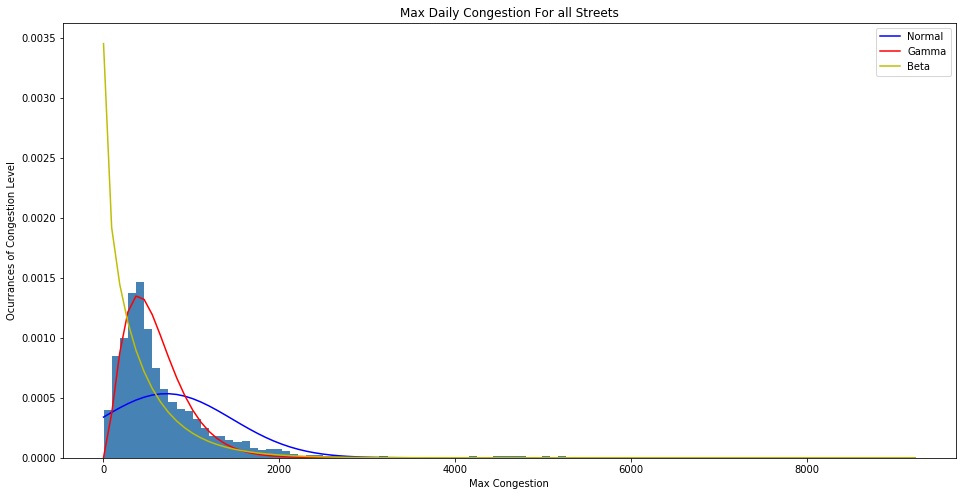 Max Daily Congestion For all Streets
Normal
Gamma
Beta
0.0035
0.0030
0.0025
0.0020
0.0015
0.0010
0.0005
0.0000
Ocurrances of Congestion Level
0 2000 4000 6000 8000
Max Congestion